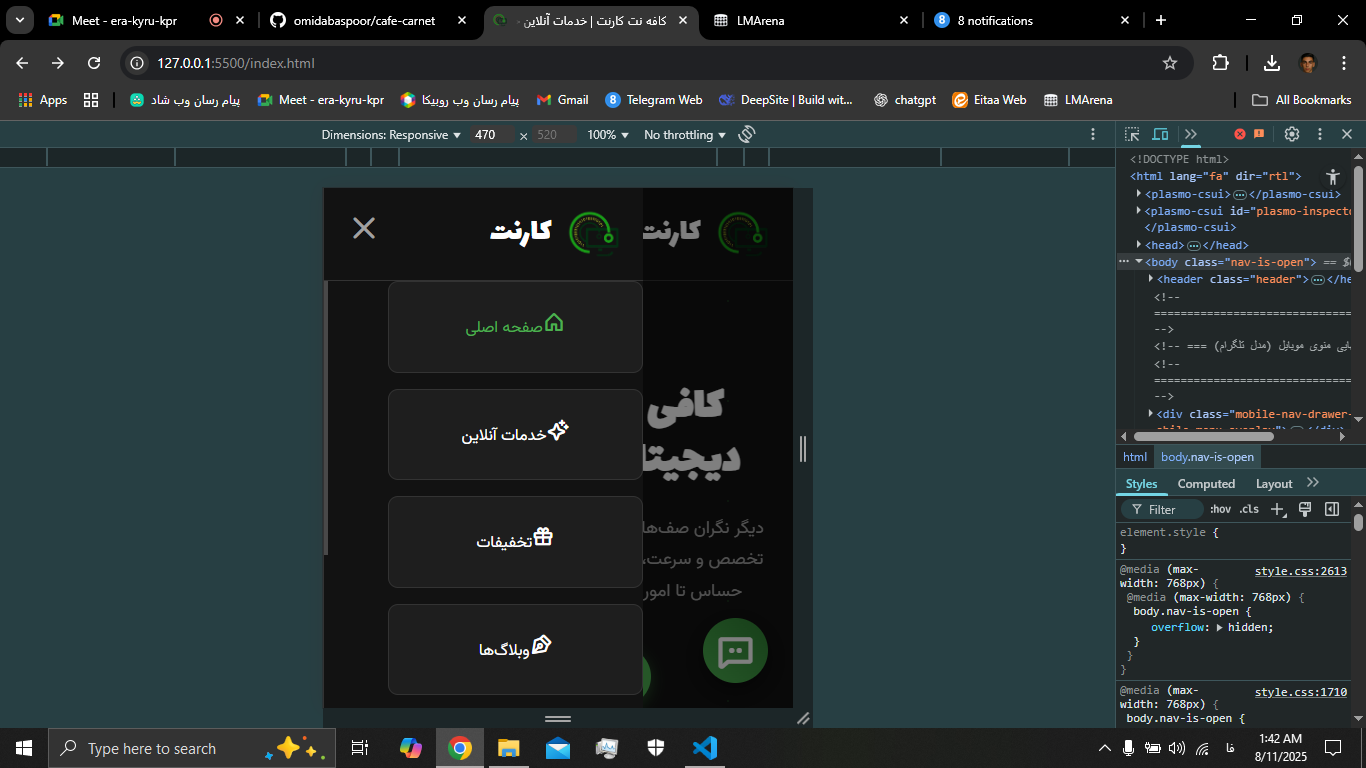 Meet - era-kyru-kpr
omidabaspoor/cafe-carnet
کافه نت کارنت | خدمات آنلاین -
LMArena
8 notifications
127.0.0.1:5500/index.html
Apps
پیام رسان وب شاد
Meet - era-kyru-kpr
پیام رسان وب روبیکا
Gmail
Telegram Web
DeepSite | Build wit...
chatgpt
Eitaa Web
LMArena
All Bookmarks
Dimensions: Responsive
470 × 520
100%
No throttling
کارنت
کارنت
صفحه اصلی
خدمات آنلاین
تخفیفات
وبلاگ‌ها
کافی
دیجیتا
دیگر نگران صف‌ها
تخصص و سرعت،
حساس تا امور
<!DOCTYPE html>
<html lang="fa" dir="rtl">
<plasmo-csui>…</plasmo-csui>
<plasmo-csui id="plasmo-inspecto
</plasmo-csui>
<head>…</head>
<body class="nav-is-open"> == $
<header class="header">…</he
<!--
==============================
-->
<!-- === (مدل تلگرام) منوی موبایل
<!--
==============================
-->
<div class="mobile-nav-drawer-
html
body.nav-is-open
Styles
Computed
Layout
Filter
:hov
.cls
element.style {
}
@media (max-width: 768px) {
style.css:2613
@media (max-width: 768px) {
body.nav-is-open {
overflow: hidden;
}
}
}
@media (max-width: 768px) {
style.css:1710
body.nav-is-open {
Type here to search
فا
1:42 AM
8/11/2025